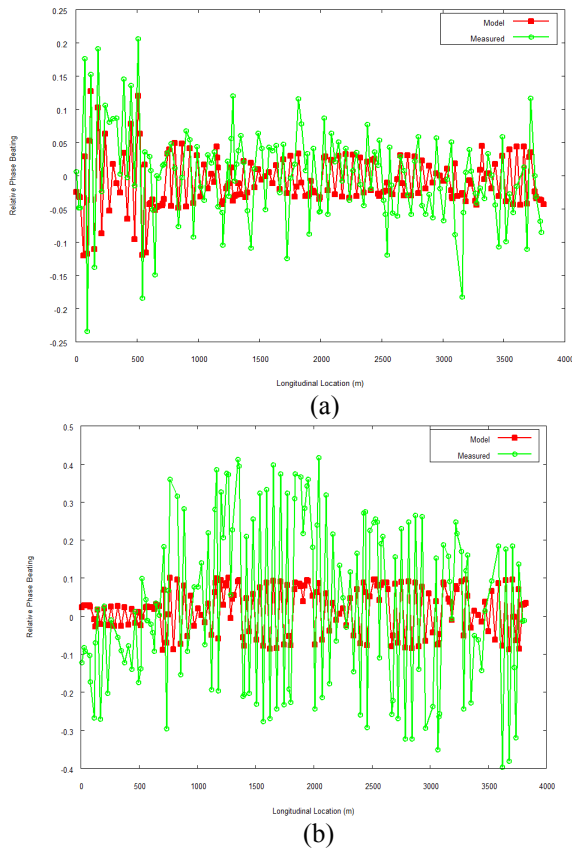 0.25
Model
Measured
0.2
0.15
0.1
0.05
0
-0.05
-0.1
-0.15
-0.2
-0.25
Relative Phase Beating
0 500 1000 1500 2000 2500 3000 3500 4000
Longitudinal Location (m)
(a)
0.5
Model
Measured
0.4
0.3
0.2
0.1
0
-0.1
-0.2
-0.3
-0.4
Relative Phase Beating
0 500 1000 1500 2000 2500 3000 3500 4000
Longitudinal Location (m)
(b)